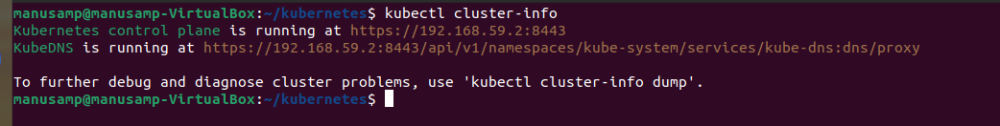 manusamp@manusamp-VirtualBox:~/kubernetes$ kubectl cluster-info
Kubernetes control plane is running at https://192.168.59.2:8443
KubeDNS is running at https://192.168.59.2:8443/api/v1/namespaces/kube-system/services/kube-dns:dns/proxy

To further debug and diagnose cluster problems, use 'kubectl cluster-info dump'.
manusamp@manusamp-VirtualBox:~/kubernetes$